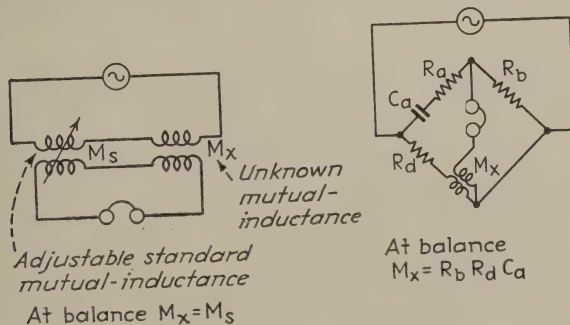 Ms
Mx
Unknown
mutual-
inductance
Adjustable standard
mutual-inductance
At balance Mx=Ms
Ra
Rb
Ca
Rd
Mx
At balance
Mx= Rb Rd Ca